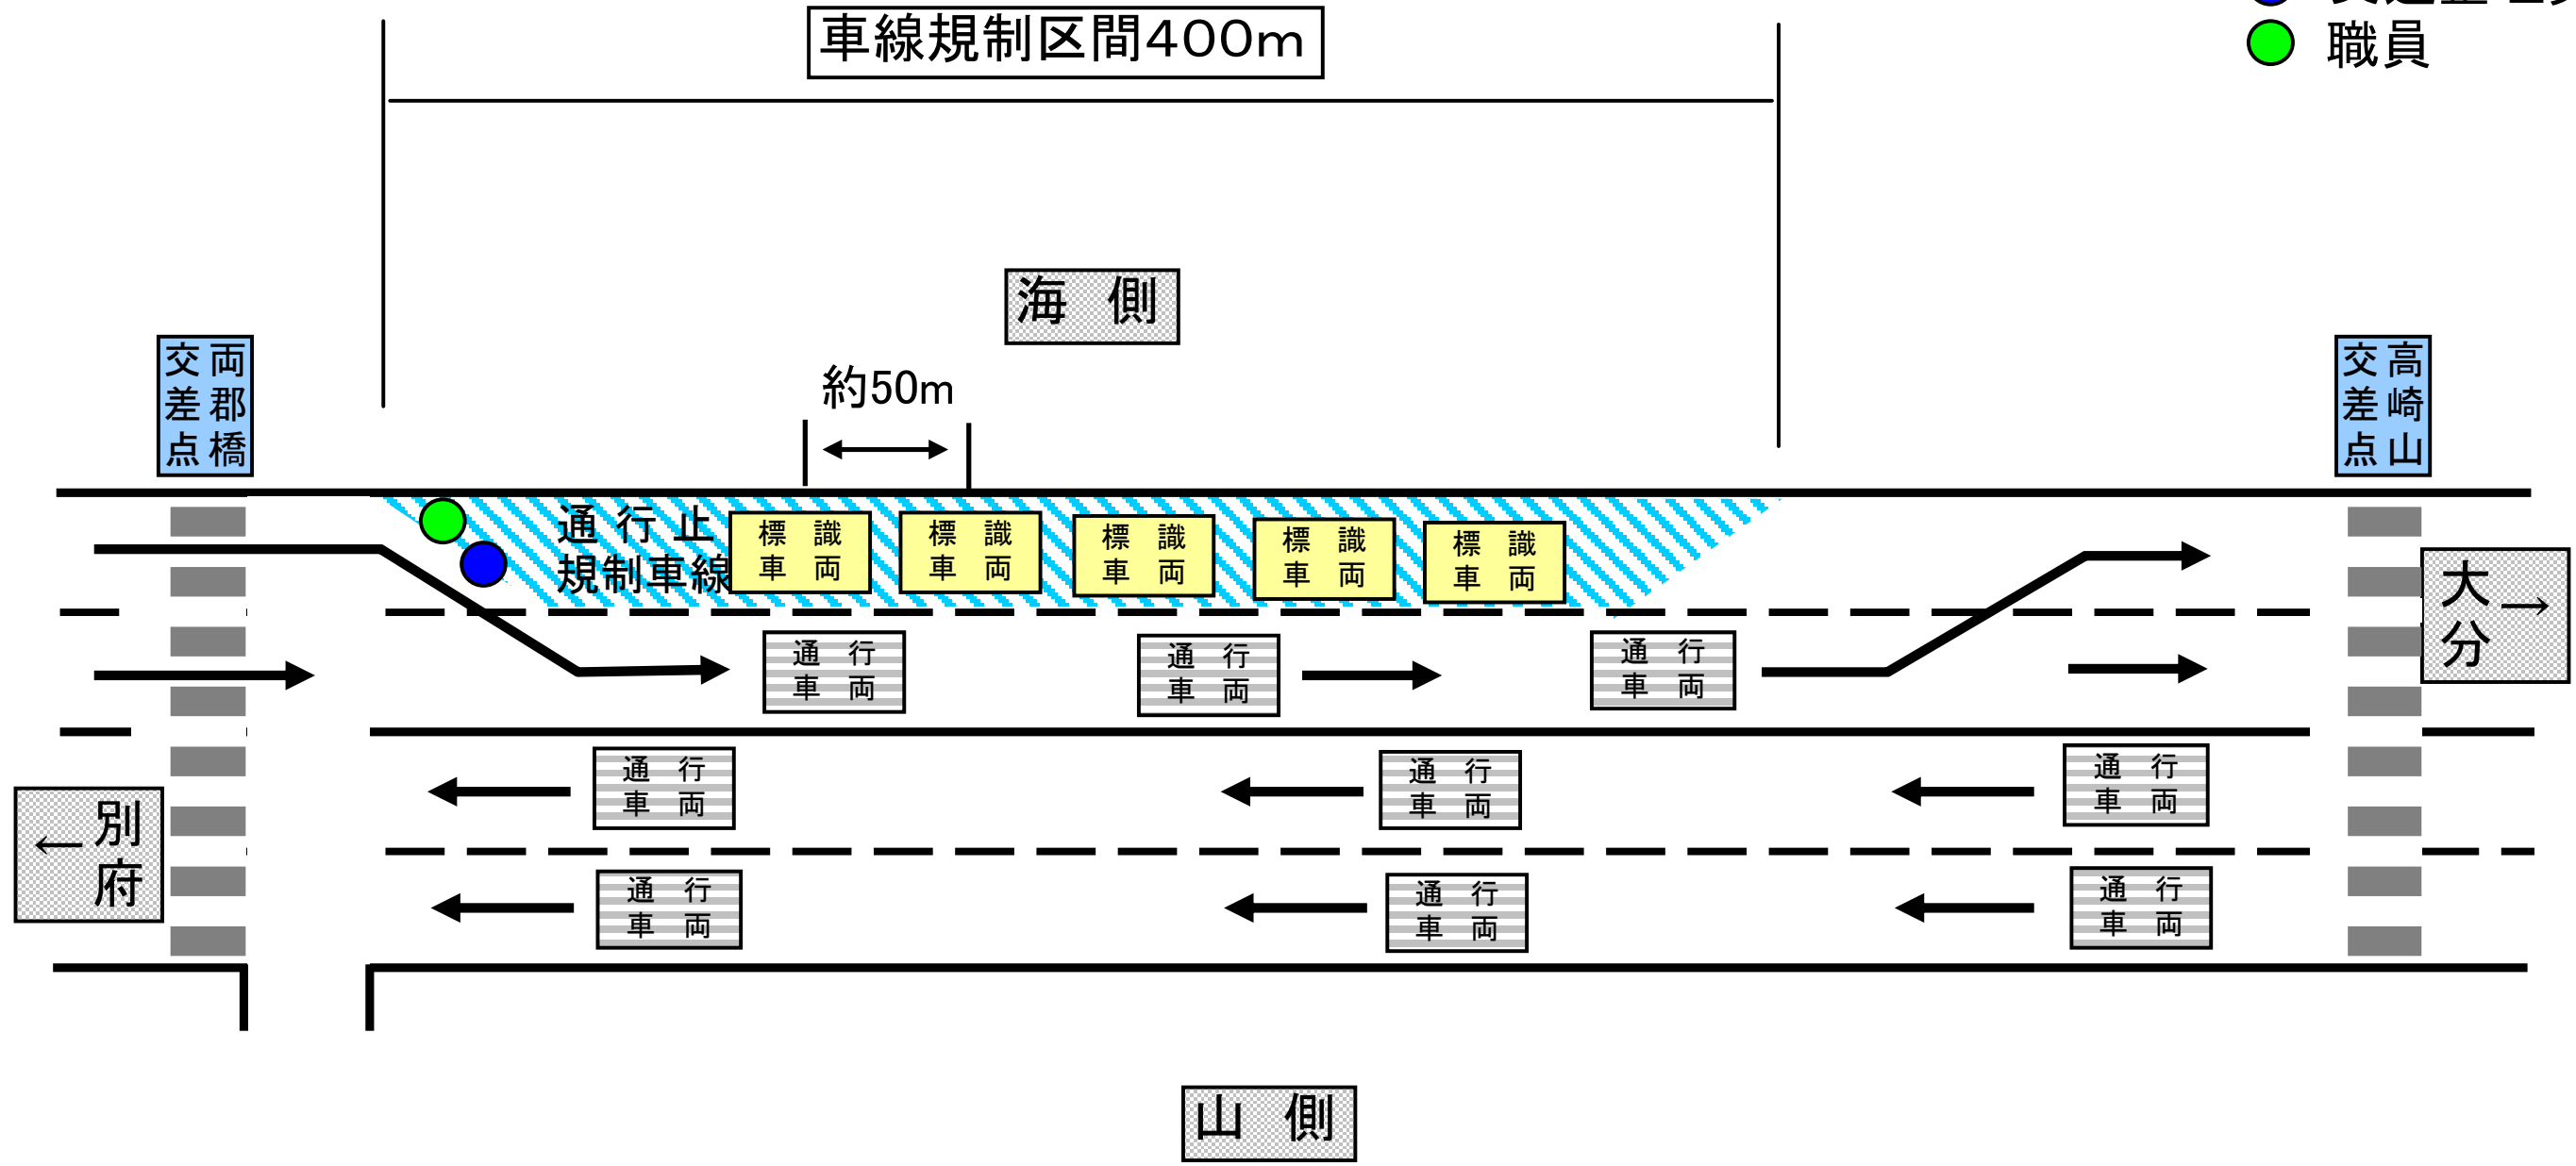 車線規制区間400m
職員
海 側
両郡橋
交差点
高崎山
交差点
約50m
通 行 止
規制車線
標 識
車 両
標 識
車 両
標 識
車 両
標 識
車 両
標 識
車 両
大分
→
通 行
車 両
通 行
車 両
通 行
車 両
通 行
車 両
通 行
車 両
通 行
車 両
別府
←
通 行
車 両
通 行
車 両
通 行
車 両
山 側